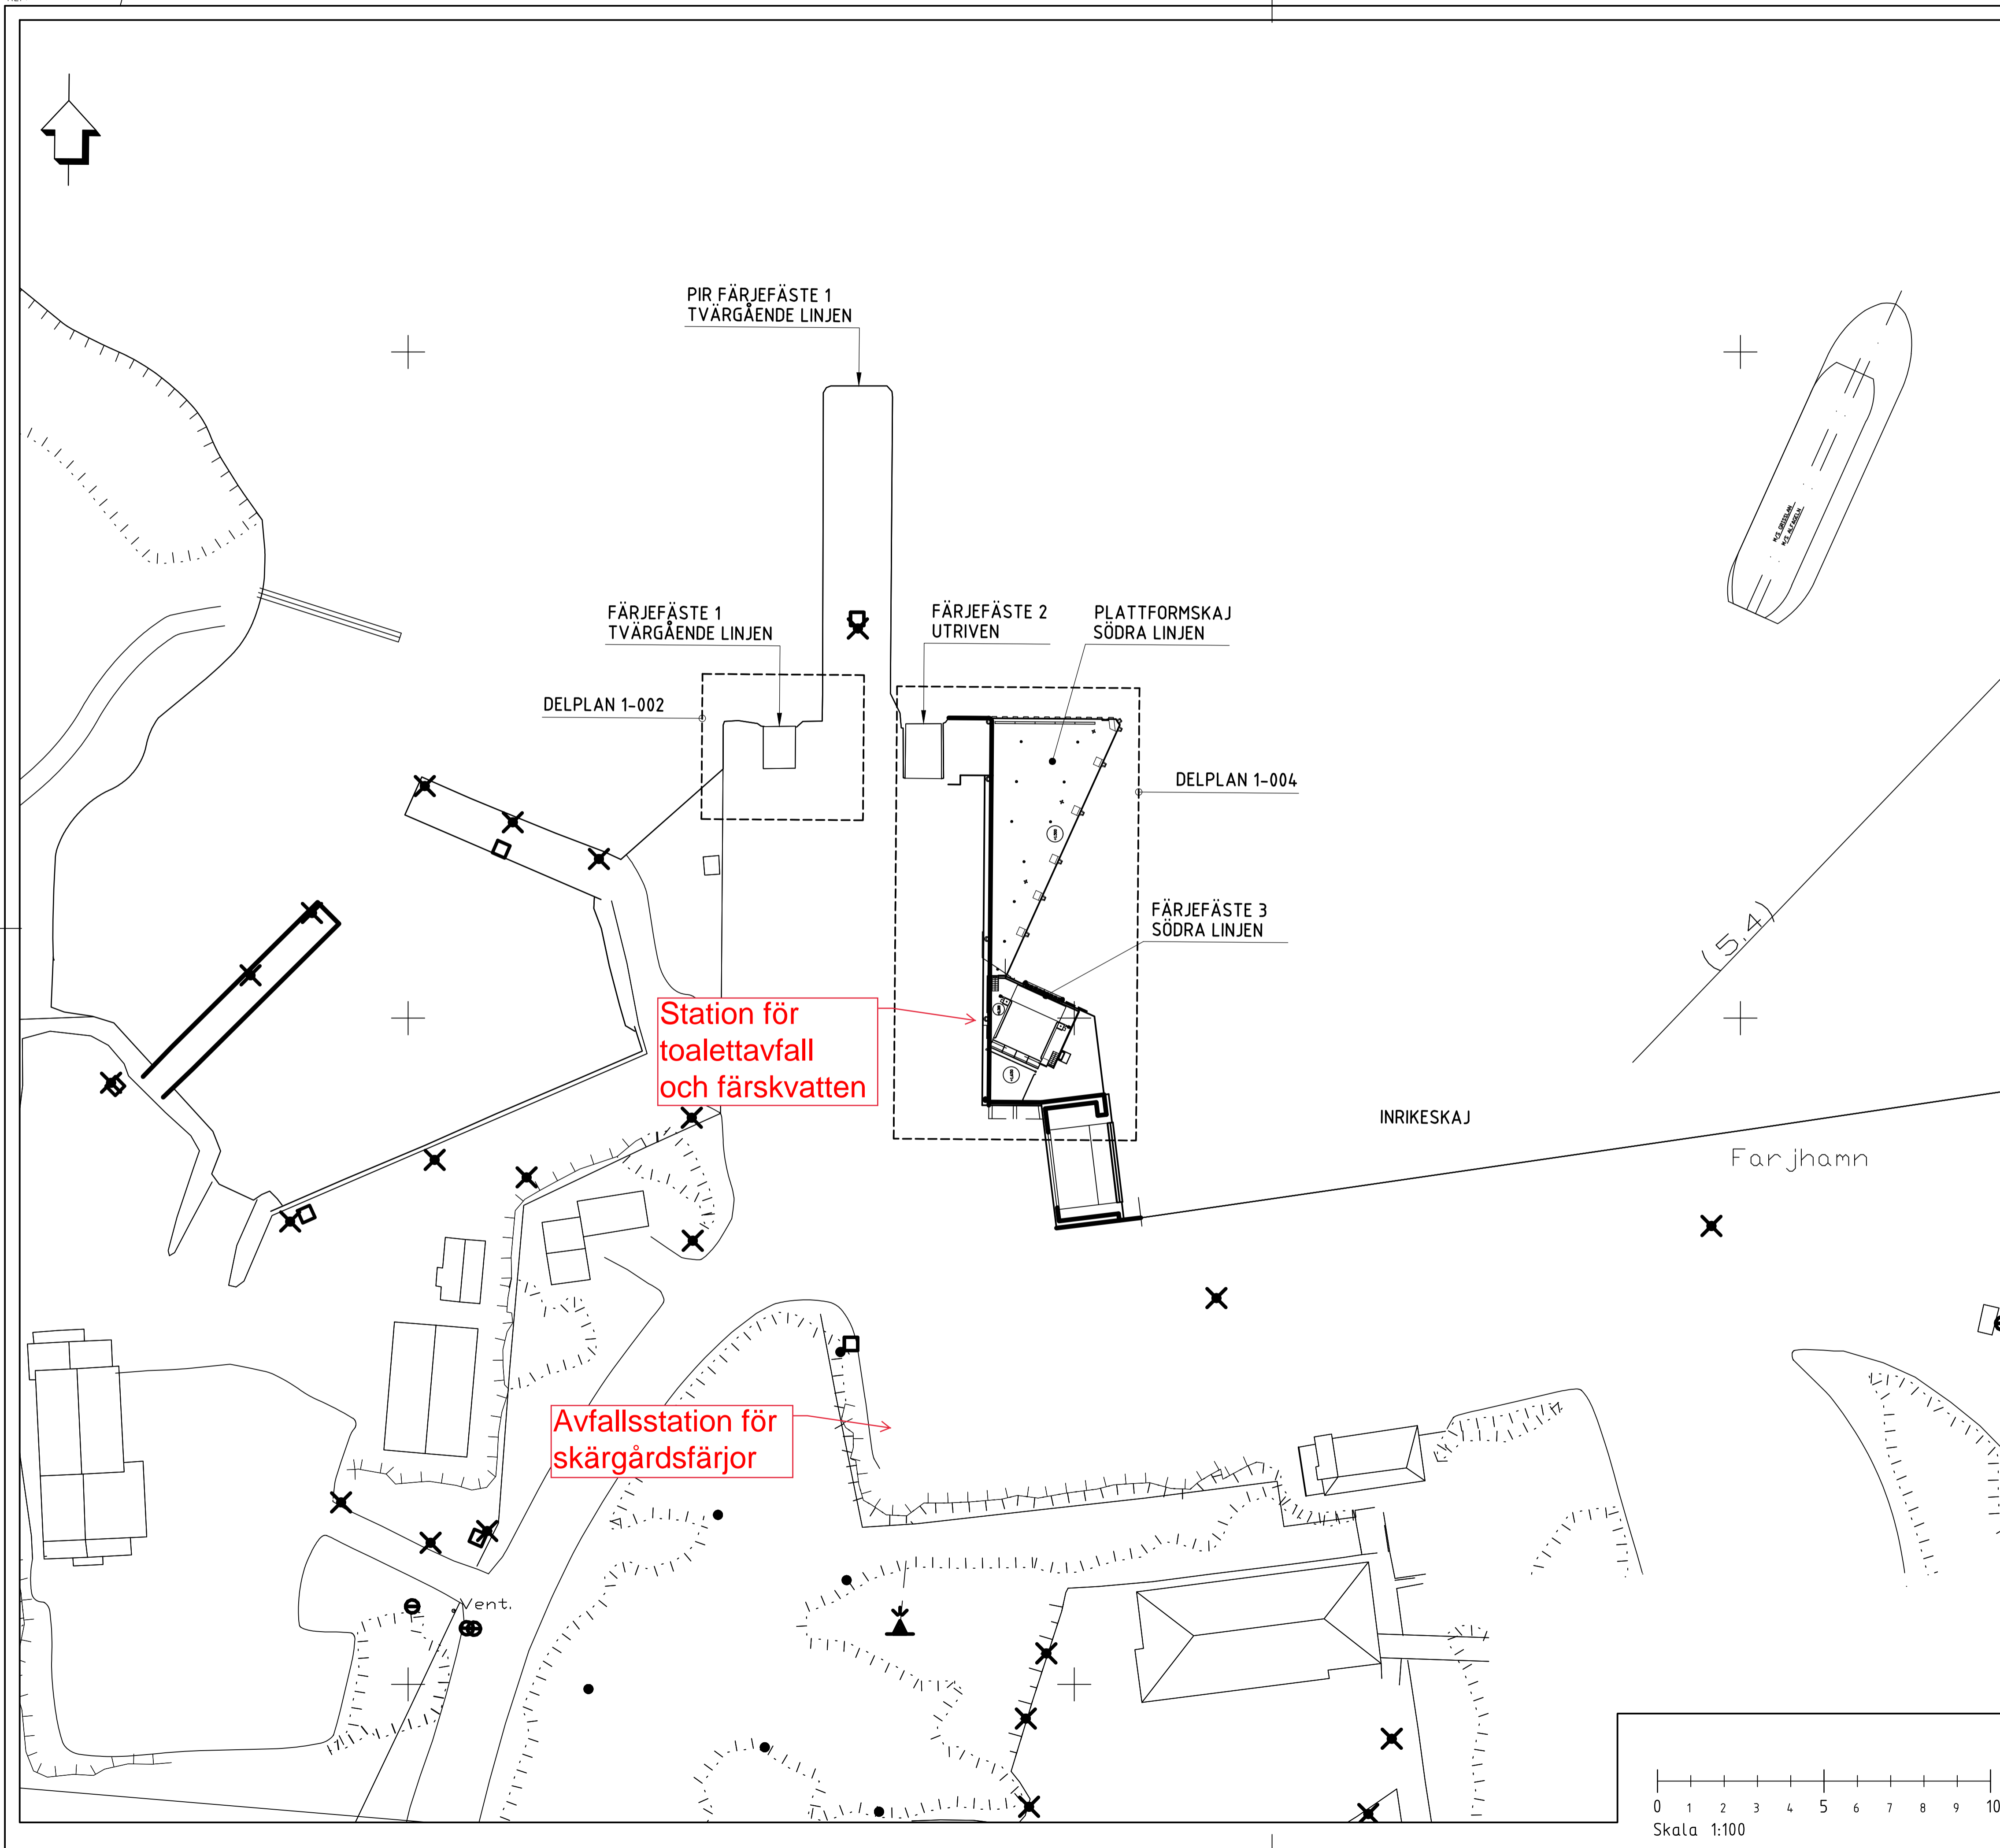 PIR FÄRJEFÄSTE 1
TVÄRGÅENDE LINJEN
M/S GRISSLAN
M/S ALFÅGELN
FÄRJEFÄSTE 1
TVÄRGÅENDE LINJEN
FÄRJEFÄSTE 2
UTRIVEN
PLATTFORMSKAJ
SÖDRA LINJEN
DELPLAN 1-002
DELPLAN 1-004
FÄRJEFÄSTE 3
SÖDRA LINJEN
(5.4)
Station för
toalettavfall
och färskvatten
INRIKESKAJ
Farjhamn
Avfallsstation för
skärgårdsfärjor
Vent.
0 1 2 3 4 5 6 7 8 9 10
Skala 1:100